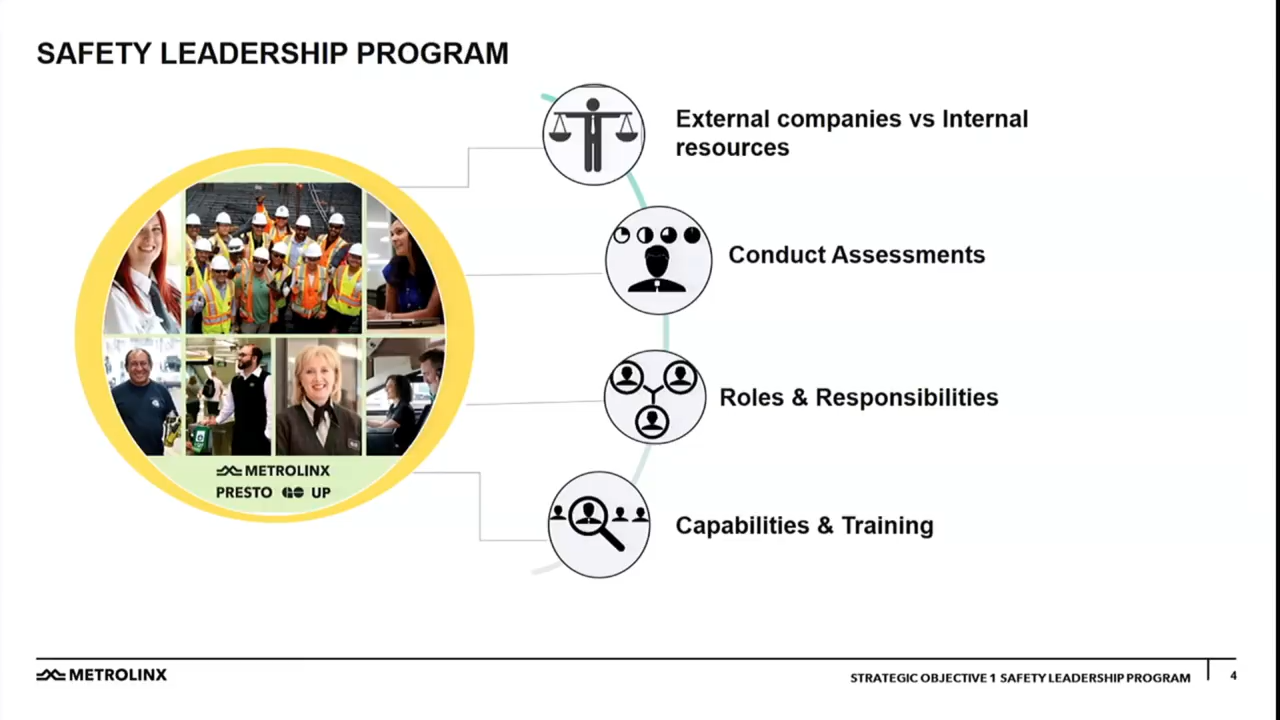 SAFETY LEADERSHIP PROGRAM
External companies vs Internal
resources
Conduct Assessments
Roles & Responsibilities
Capabilities & Training
METROLINX
PRESTO GO UP
METROLINX
STRATEGIC OBJECTIVE 1 SAFETY LEADERSHIP PROGRAM
4